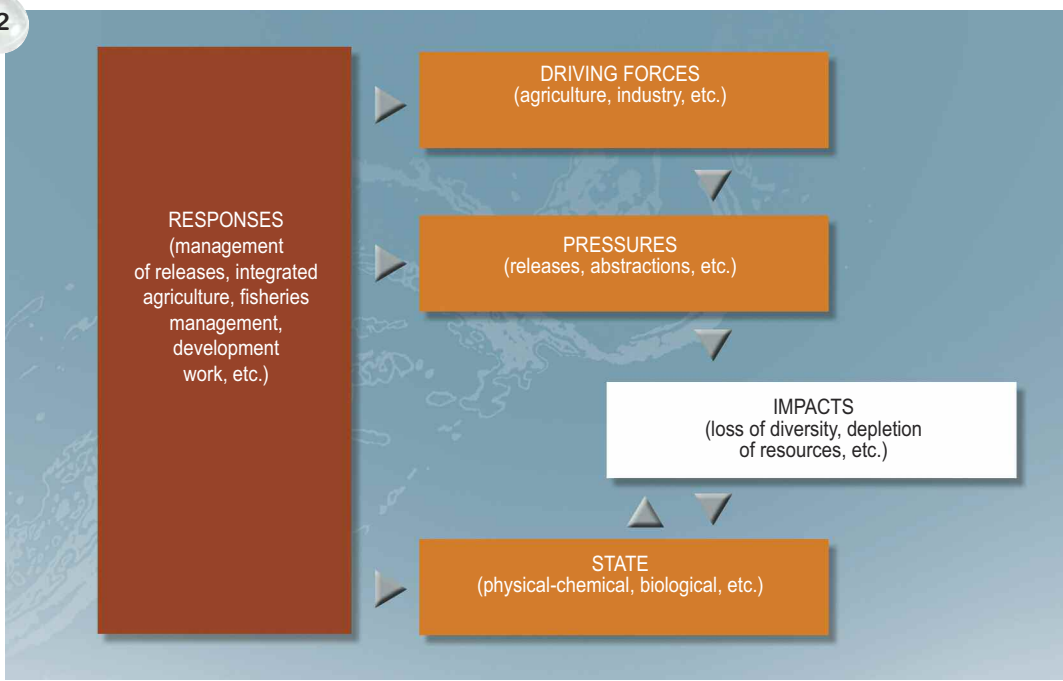 2
RESPONSES
(management
of releases, integrated
agriculture, fisheries
management,
development
work, etc.)
DRIVING FORCES
(agriculture, industry, etc.)
PRESSURES
(releases, abstractions, etc.)
IMPACTS
(loss of diversity, depletion
of resources, etc.)
STATE
(physical-chemical, biological, etc.)